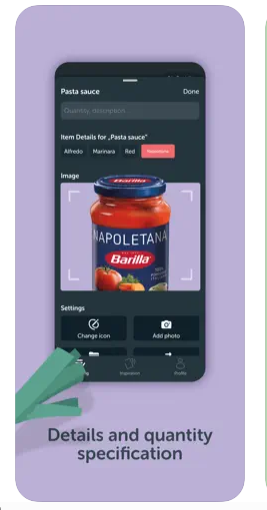 Pasta sauce
Done
Quantity, description
Item Details for „Pasta sauce"
Alfredo
Marinara
Red
Image
Barilla
NAPOLETANA
Barilla
Settings
Change icon
Add photo
Inspiration
Profile
Details and quantity
specification